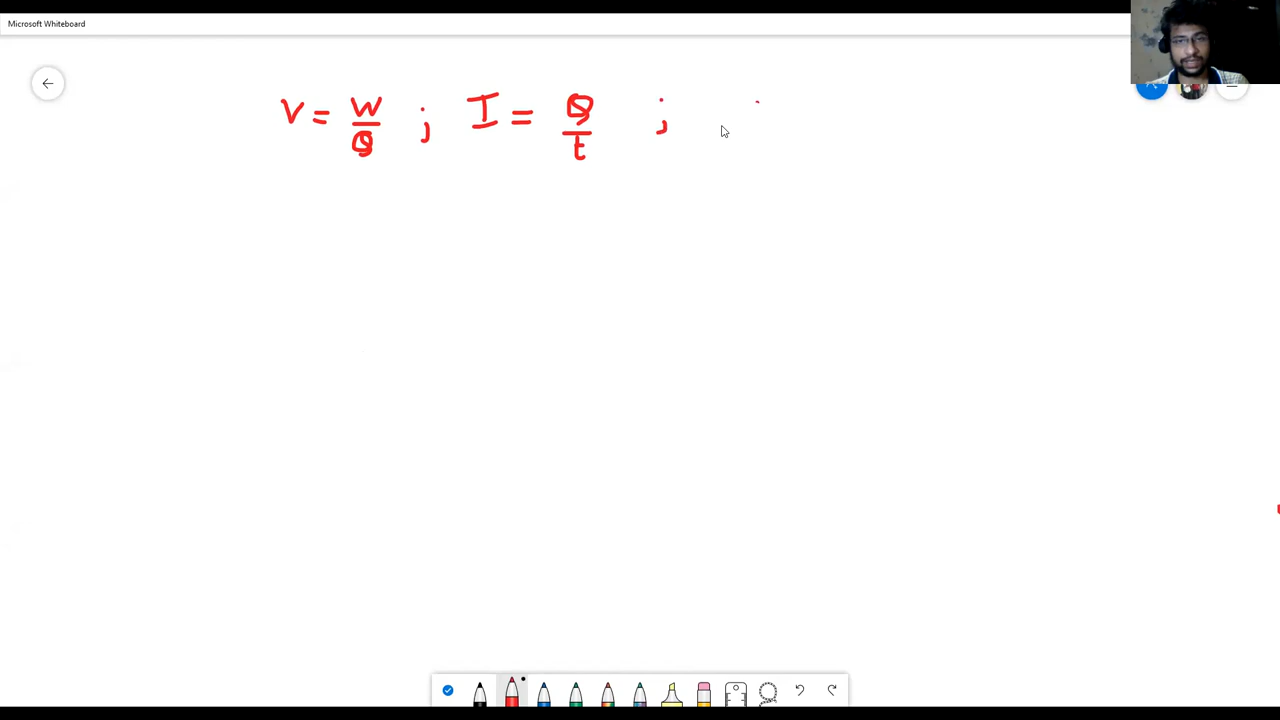 Microsoft Whiteboard
V = W/Q ; I = Q/t ;